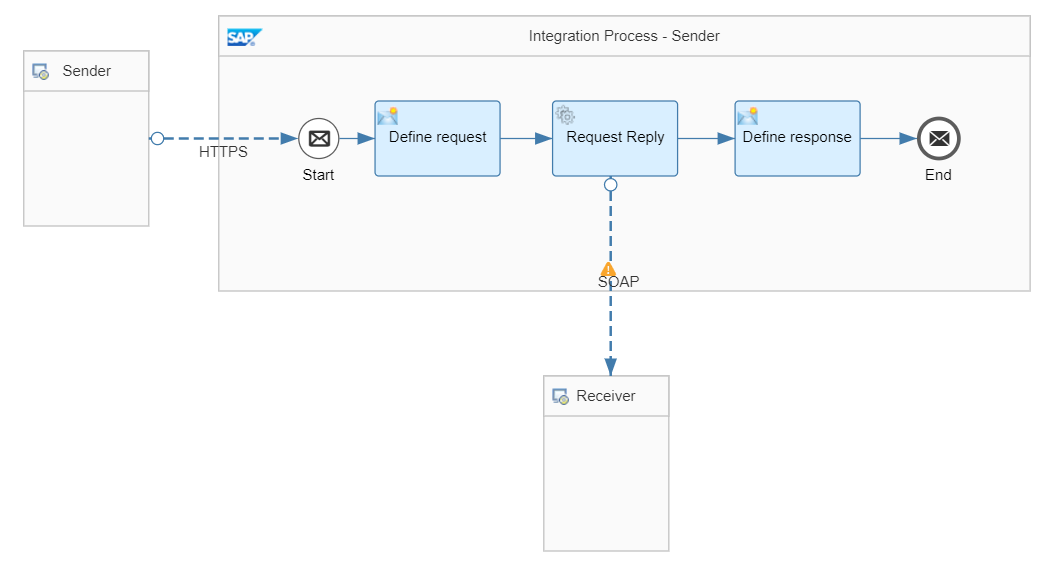 SAP
Integration Process - Sender
Sender
HTTPS
Start
Define request
Request Reply
Define response
End
SOAP
Receiver